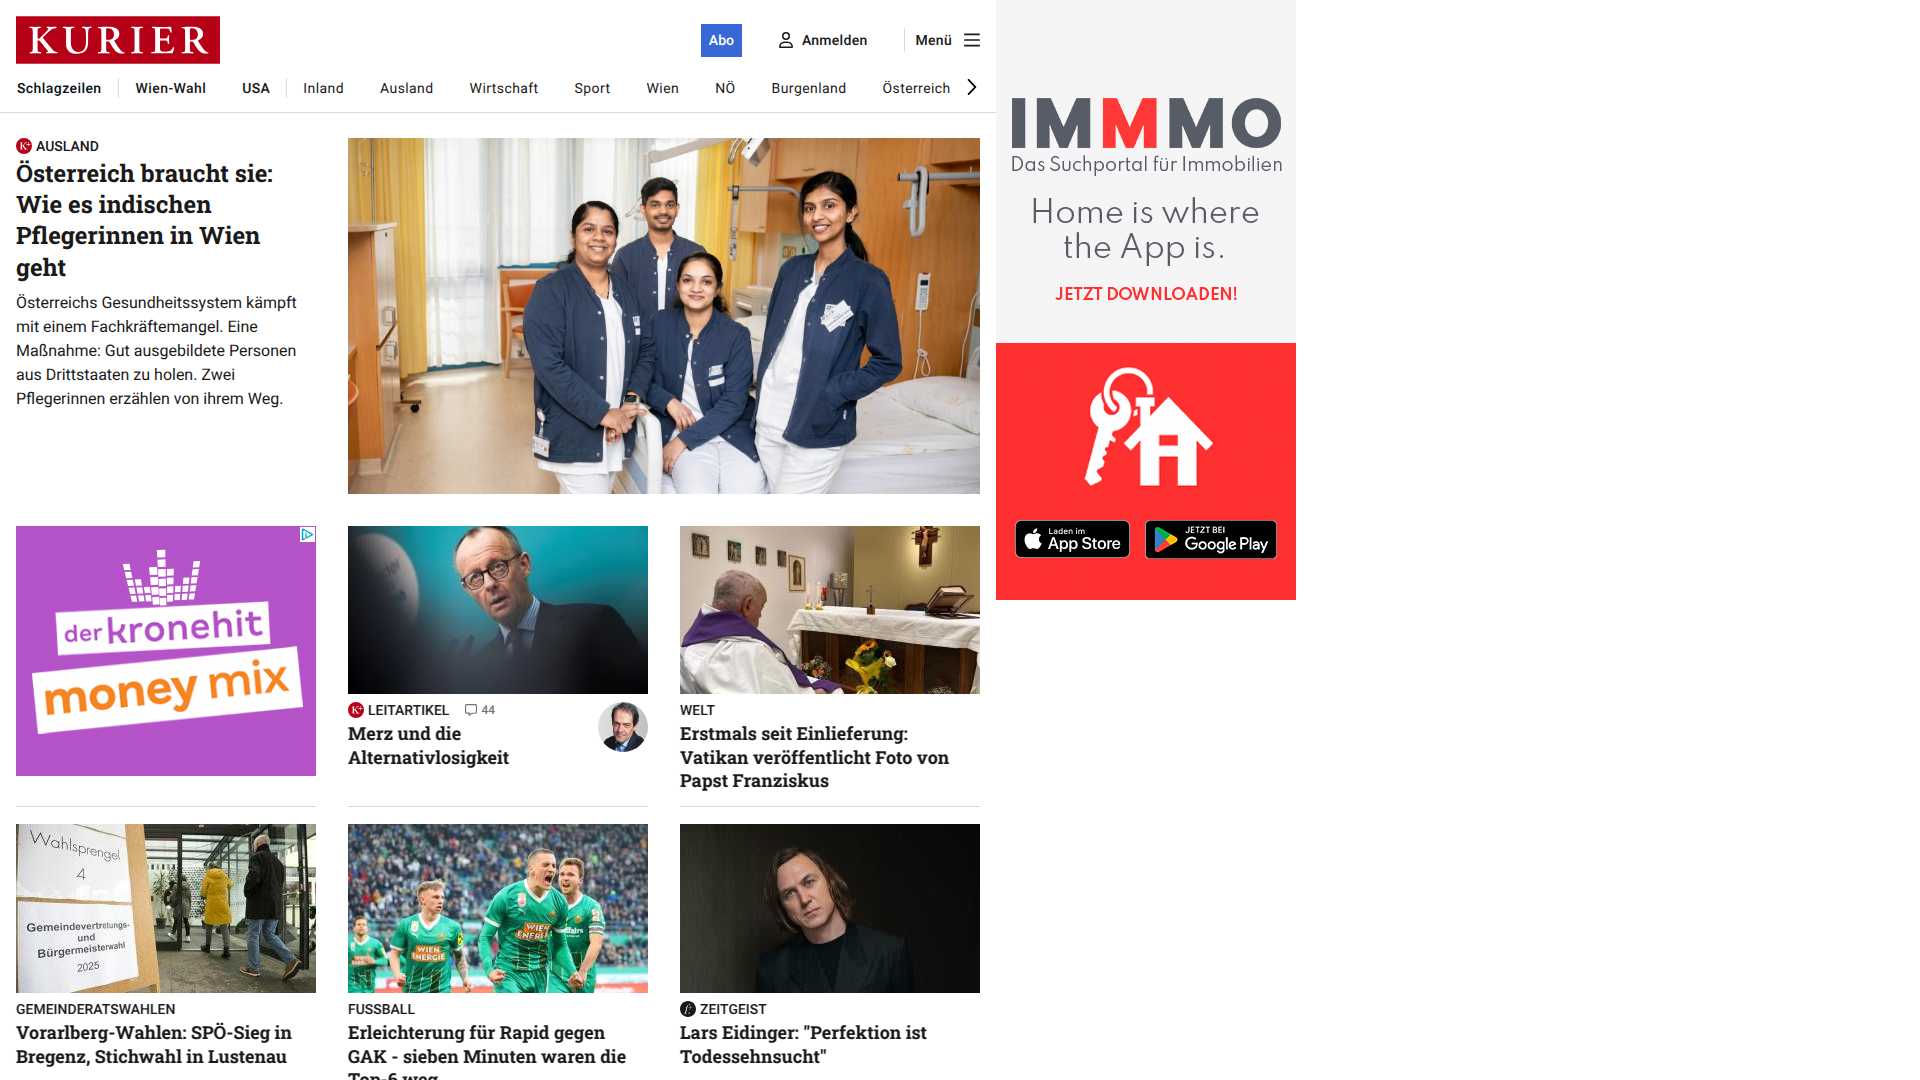 KURIER
Abo
Anmelden
Menü
Schlagzeilen
Wien-Wahl
USA
Inland
Ausland
Wirtschaft
Sport
Wien
NÖ
Burgenland
Österreich
K+ AUSLAND
Österreich braucht sie:
Wie es indischen
Pflegerinnen in Wien
geht
Österreichs Gesundheitssystem kämpft
mit einem Fachkräftemangel. Eine
Maßnahme: Gut ausgebildete Personen
aus Drittstaaten zu holen. Zwei
Pflegerinnen erzählen von ihrem Weg.
IMMMO
Das Suchportal für Immobilien
Home is where
the App is.
JETZT DOWNLOADEN!
Laden im
App Store
JETZT BEI
Google Play
der kronehit
money mix
K+ LEITARTIKEL
44
Merz und die
Alternativlosigkeit
WELT
Erstmals seit Einlieferung:
Vatikan veröffentlicht Foto von
Papst Franziskus
Wahlsprengel
4
Gemeindevertretungs-
und
Bürgermeisterwahl
2025
GEMEINDERATSWAHLEN
Vorarlberg-Wahlen: SPÖ-Sieg in
Bregenz, Stichwahl in Lustenau
WIEN
ENERGIE
WIEN
ENERGIE
FUSSBALL
Erleichterung für Rapid gegen
GAK - sieben Minuten waren die
Top-6 weg
ZEITGEIST
Lars Eidinger: "Perfektion ist
Todessehnsucht"